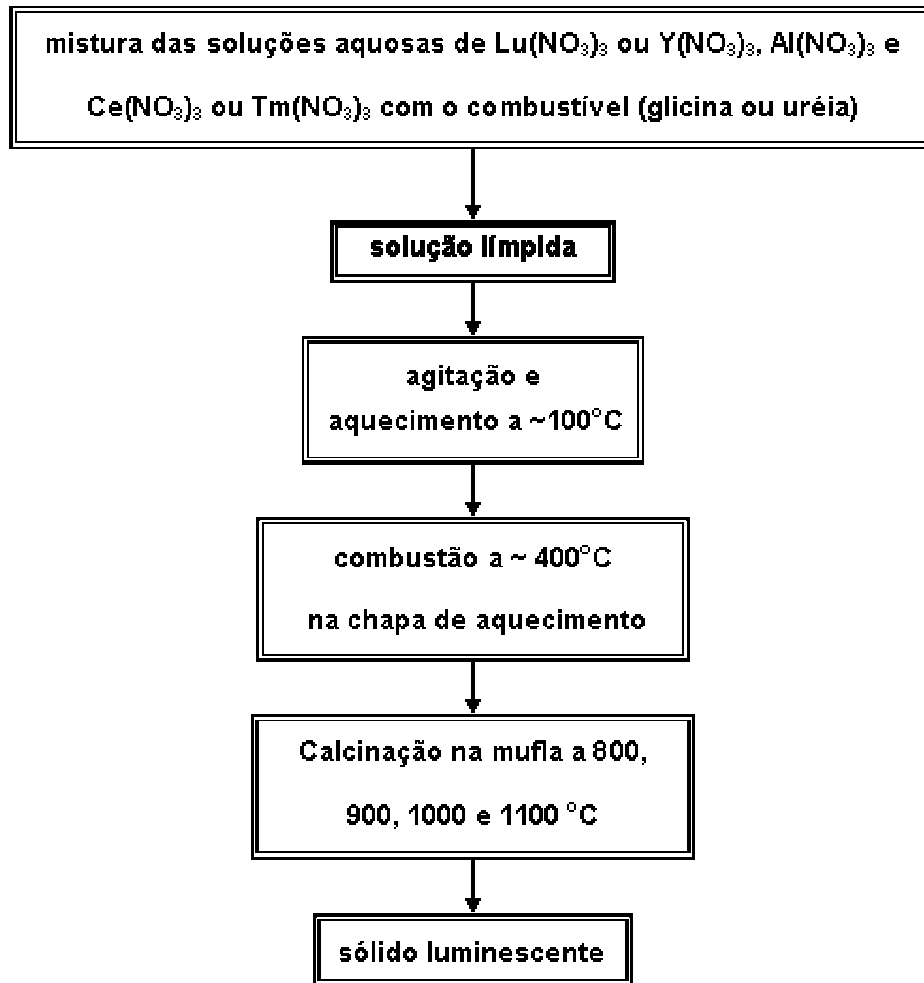 mistura das soluções aquosas de Lu(NO₃)₃ ou Y(NO₃)₃, Al(NO₃)₃ e
Ce(NO₃)₃ ou Tm(NO₃)₃ com o combustível (glicina ou uréia)
solução límpida
agitação e
aquecimento a ~100°C
combustão a ~ 400°C
na chapa de aquecimento
Calcinação na mufla a 800,
900, 1000 e 1100 °C
sólido luminescente